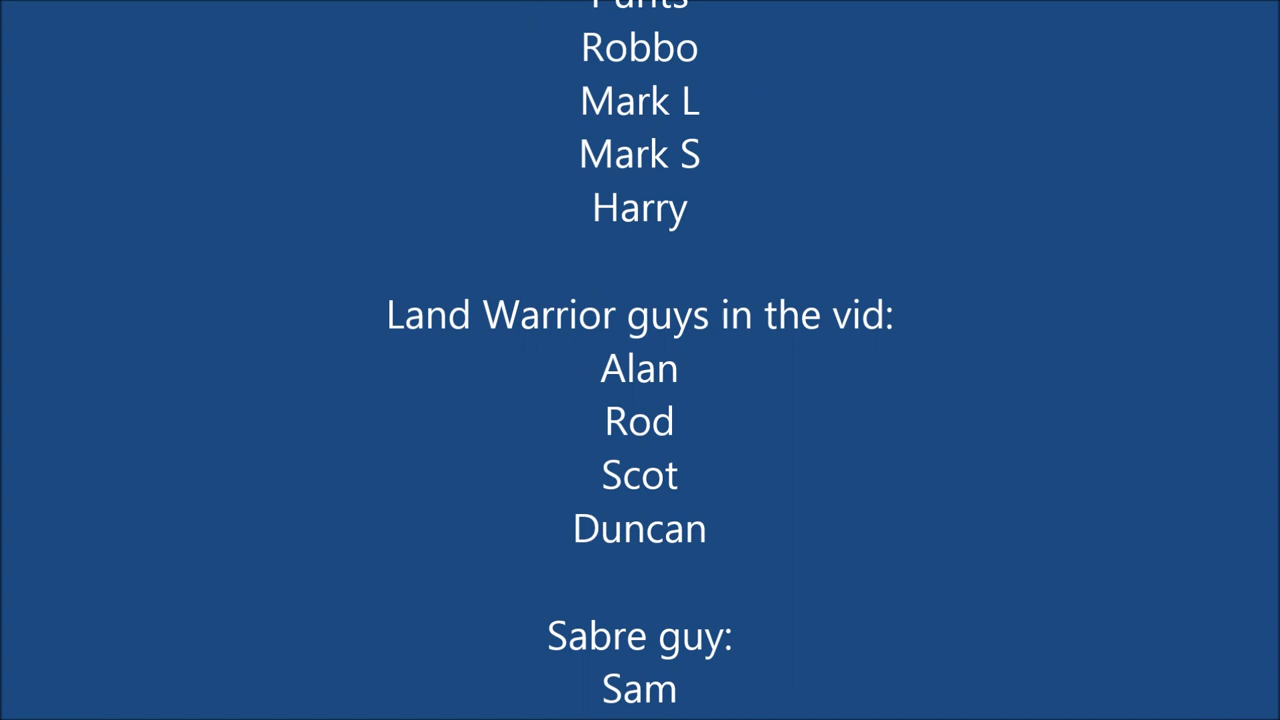 Robbo
Mark L
Mark S
Harry
Land Warrior guys in the vid:
Alan
Rod
Scot
Duncan
Sabre guy:
Sam